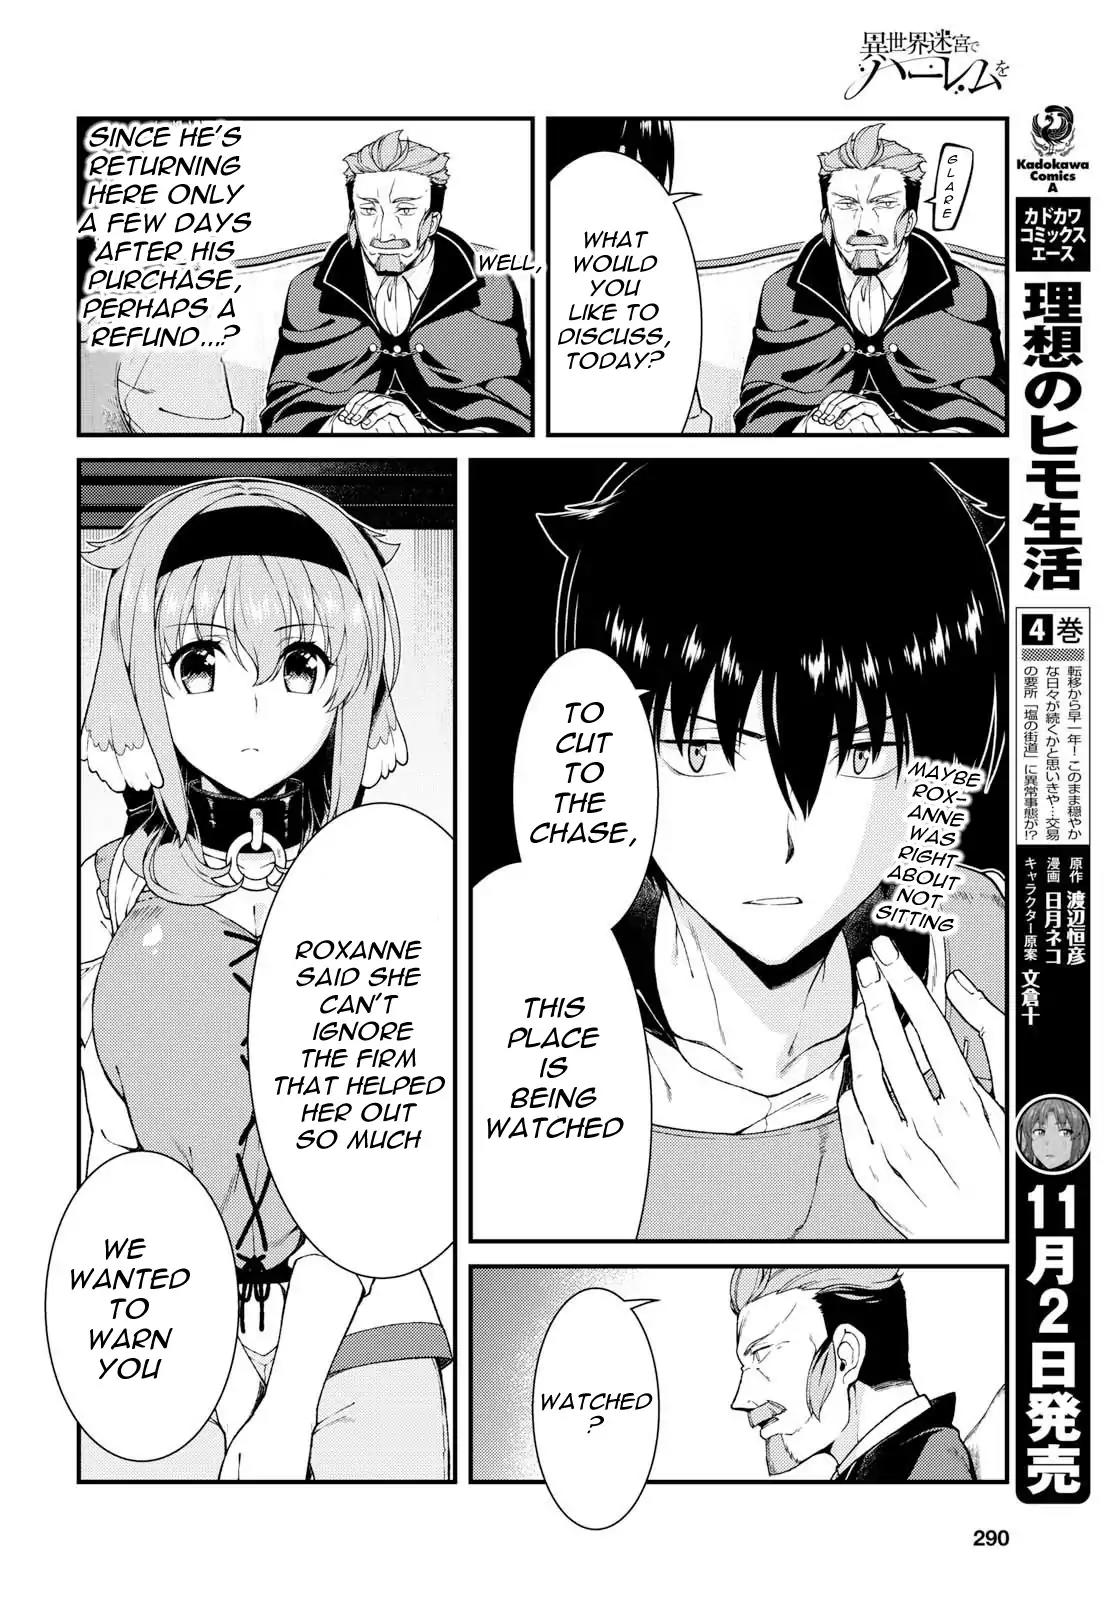 異世界迷宮で
ハーレムを
WHAT
WOULD
YOU
LIKE TO
DISCUSS,
TODAY?
GLARE
WELL,
SINCE HE'S
RETURNING
HERE ONLY
A FEW DAYS
AFTER HIS
PURCHASE,
PERHAPS A
REFUND...?
MAYBE
ROX-
ANNE
WAS
RIGHT
ABOUT
NOT
SITTING
TO
CUT
TO
THE
CHASE,
THIS
PLACE
IS
BEING
WATCHED
WATCHED
?
ROXANNE
SAID SHE
CAN'T
IGNORE
THE FIRM
THAT HELPED
HER OUT
SO MUCH
WE
WANTED
TO
WARN
YOU
Kadokawa
Comics
A
カドカワ
コミックス
エース
理想のヒモ生活
4巻
転移から早一年！このまま穏やか
な日々が続くかと思いきや…交易
の要所「塩の街道」に異常事態が!?
原作 渡辺恒彦
漫画 日月ネコ
キャラクター原案 文倉十
11月2日発売
290